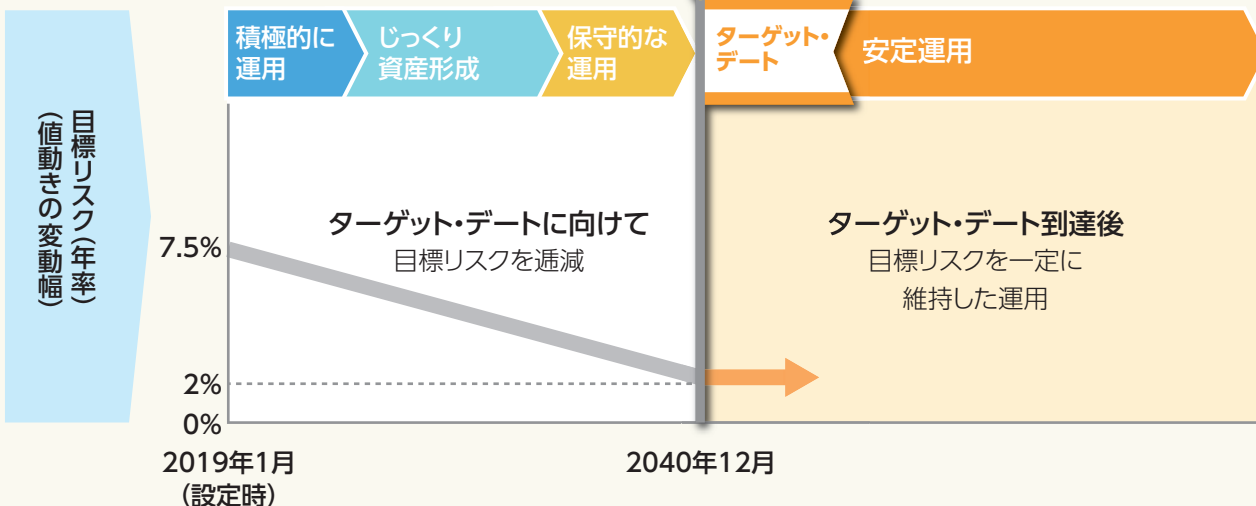 積極的に
運用
じっくり
資産形成
保守的な
運用
ターゲット・
デート
安定運用
目標リスク（年率）
（値動きの変動幅）
ターゲット・デートに向けて
目標リスクを逓減
ターゲット・デート到達後
目標リスクを一定に
維持した運用
7.5%
2%
0%
2019年1月
（設定時）
2040年12月